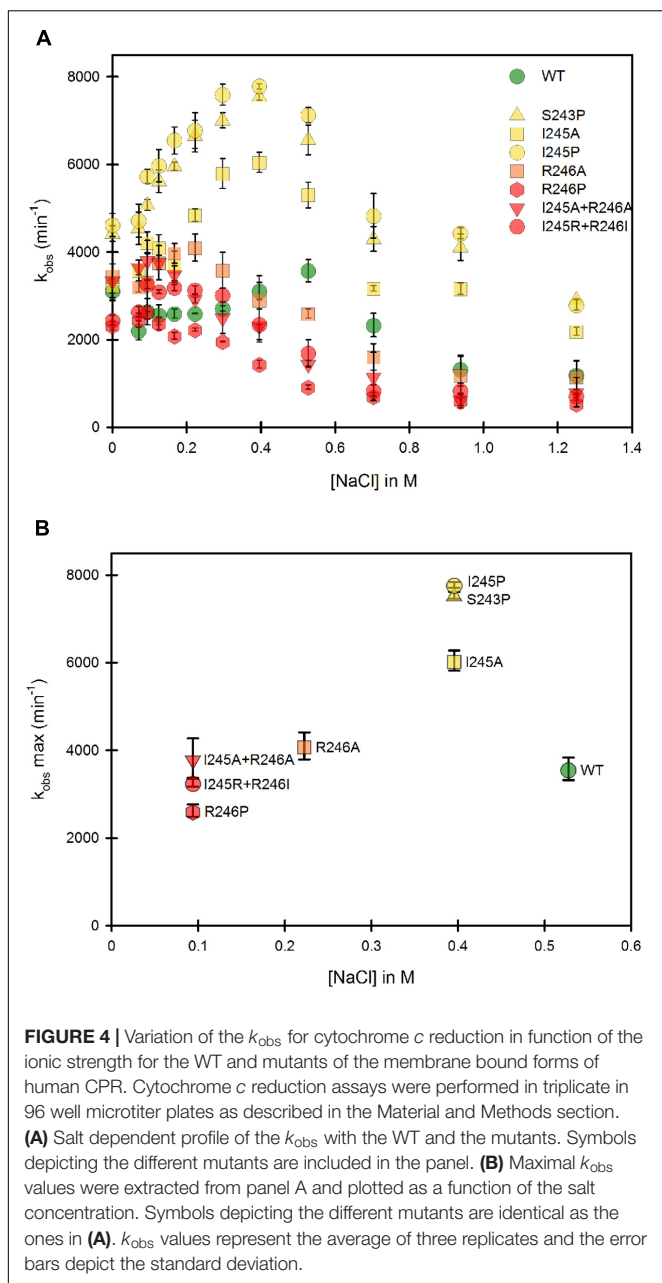 A
8000
6000
4000
2000
0
k_obs (min⁻¹)
WT
S243P
I245A
I245P
R246A
R246P
I245A+R246A
I245R+R246I
0 0.2 0.4 0.6 0.8 1.0 1.2 1.4
[NaCl] in M
B
8000
6000
4000
2000
0
k_obs max (min⁻¹)
I245P
S243P
I245A
R246A
I245A+R246A
I245R+R246I
R246P
WT
0 0.1 0.2 0.3 0.4 0.5 0.6
[NaCl] in M
FIGURE 4 | Variation of the k_obs for cytochrome c reduction in function of the
ionic strength for the WT and mutants of the membrane bound forms of
human CPR. Cytochrome c reduction assays were performed in triplicate in
96 well microtiter plates as described in the Material and Methods section.
(A) Salt dependent profile of the k_obs with the WT and the mutants. Symbols
depicting the different mutants are included in the panel. (B) Maximal k_obs
values were extracted from panel A and plotted as a function of the salt
concentration. Symbols depicting the different mutants are identical as the
ones in (A). k_obs values represent the average of three replicates and the error
bars depict the standard deviation.